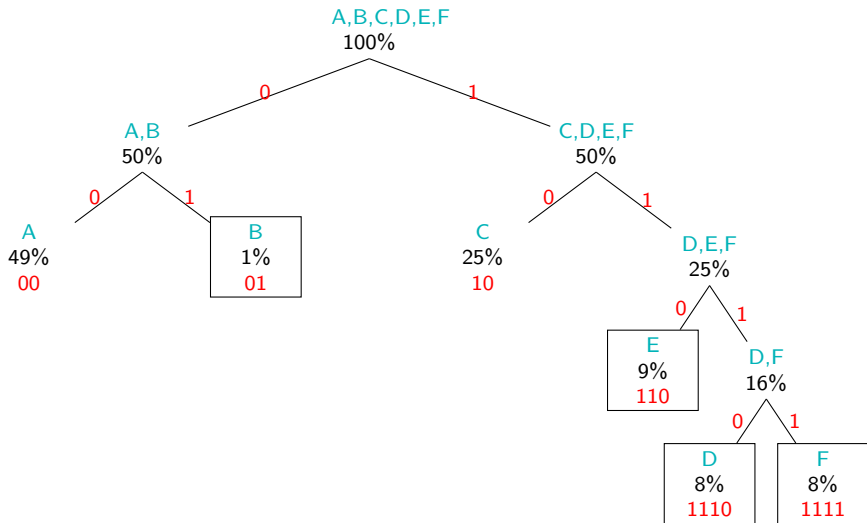 A,B,C,D,E,F
100%
0
1
A,B
50%
C,D,E,F
50%
0
1
0
1
A
49%
00
B
1%
01
C
25%
10
D,E,F
25%
0
1
E
9%
110
D,F
16%
0
1
D
8%
1110
F
8%
1111